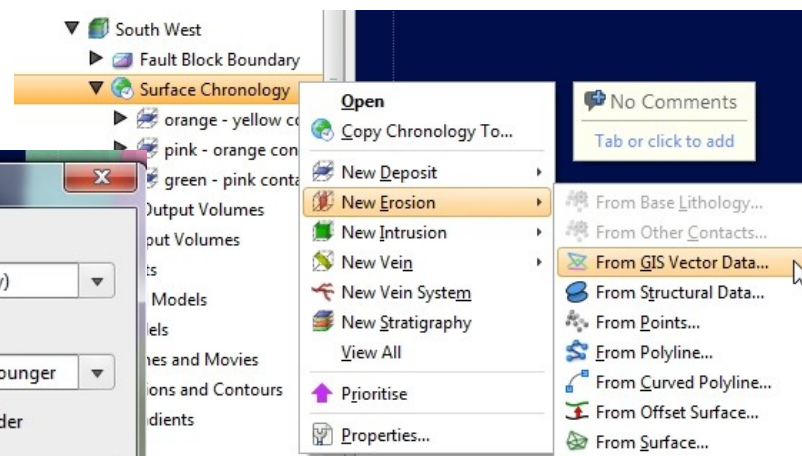 South West
Fault Block Boundary
Surface Chronology
orange - yellow
pink - orange con
green - pink conta
Output Volumes
put Volumes
ts
Models
els
nes and Movies
ions and Contours
dients
y)
ounger
der
Open
Copy Chronology To...
New Deposit
New Erosion
New Intrusion
New Vein
New Vein System
New Stratigraphy
View All
Prioritise
Properties...
From Base Lithology...
From Other Contacts...
From GIS Vector Data...
From Structural Data...
From Points...
From Polyline...
From Curved Polyline...
From Offset Surface...
From Surface...
No Comments
Tab or click to add